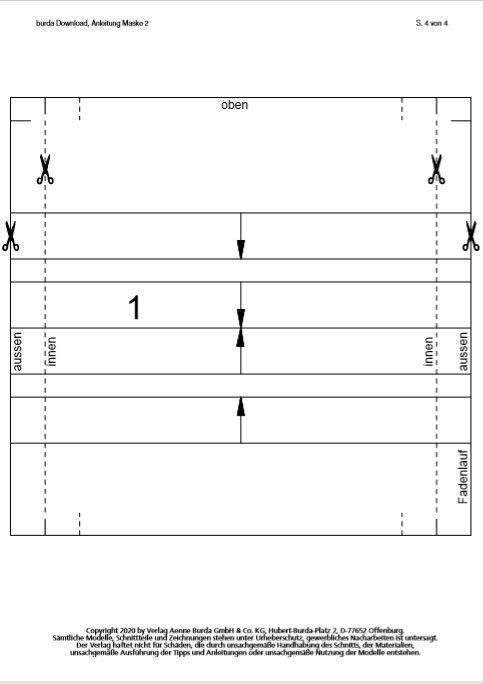 burda Download, Anleitung Maske 2
S. 4 von 4
oben
1
aussen
innen
innen
aussen
Fadenlauf
Copyright 2020 by Verlag Aenne Burda GmbH & Co. KG, Hubert-Burda-Platz 2, D-77652 Offenburg.
Sämtliche Modelle, Schnittteile und Zeichnungen stehen unter Urheberschutz, gewerbliches Nacharbeiten ist untersagt.
Der Verlag haftet nicht für Schäden, die durch unsachgemäße Handhabung des Schnitts, der Materialien,
unsachgemäße Ausführung der Tipps und Anleitungen oder unsachgemäße Nutzung der Modelle entstehen.